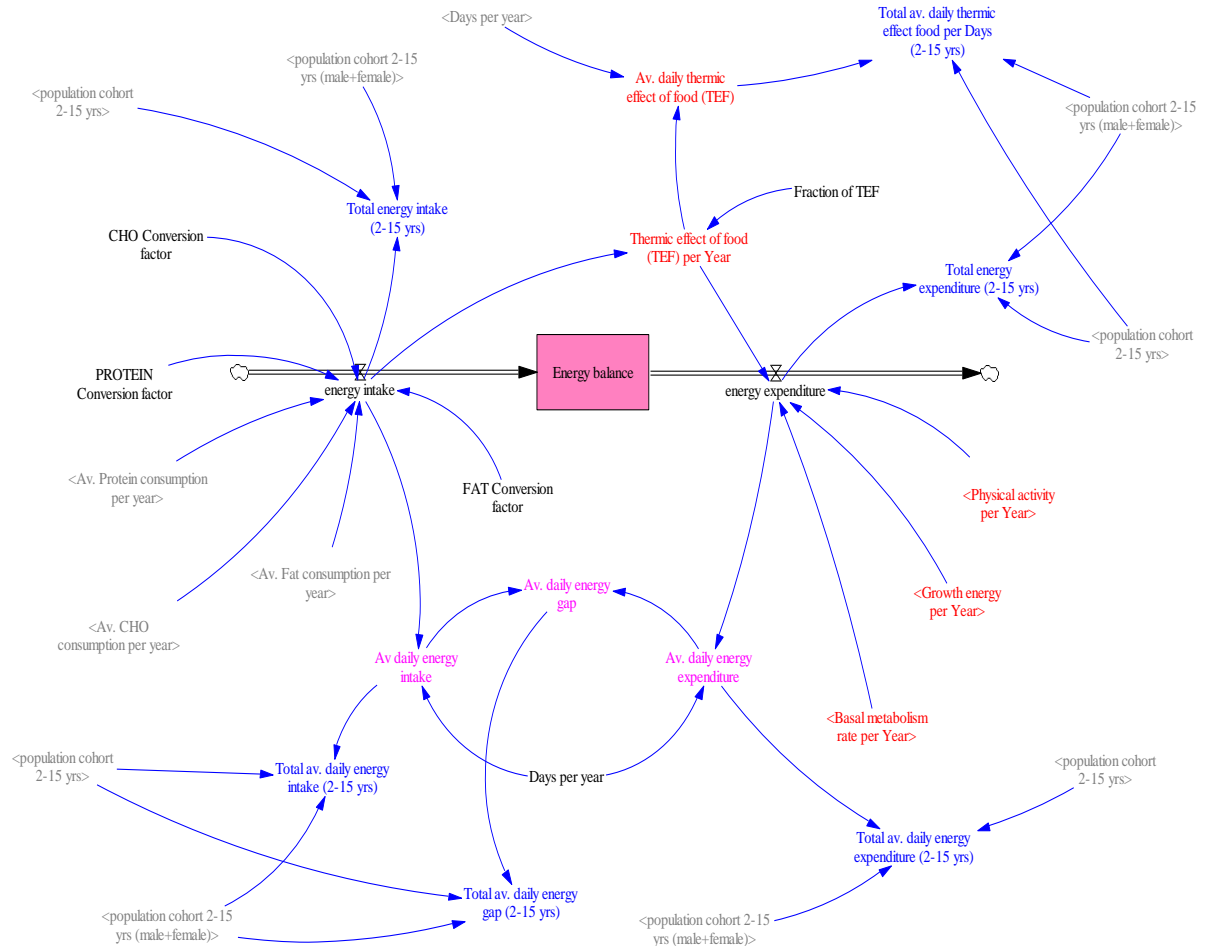 <Days per year>
Total av. daily thermic
effect food per Days
(2-15 yrs)
<population cohort 2-15
yrs (male+female)>
Av. daily thermic
effect of food (TEF)
<population cohort
2-15 yrs>
<population cohort 2-15
yrs (male+female)>
Fraction of TEF
Total energy intake
(2-15 yrs)
CHO Conversion
factor
Thermic effect of food
(TEF) per Year
Total energy
expenditure (2-15 yrs)
<population cohort
2-15 yrs>
PROTEIN
Conversion factor
energy intake
Energy balance
energy expenditure
<Av. Protein consumption
per year>
FAT Conversion
factor
<Physical activity
per Year>
<Av. Fat consumption per
year>
Av. daily energy
gap
<Growth energy
per Year>
<Av. CHO
consumption per year>
Av daily energy
intake
Av. daily energy
expenditure
<Basal metabolism
rate per Year>
<population cohort
2-15 yrs>
Total av. daily energy
intake (2-15 yrs)
Days per year
<population cohort
2-15 yrs>
Total av. daily energy
expenditure (2-15 yrs)
<population cohort 2-15
yrs (male+female)>
Total av. daily energy
gap (2-15 yrs)
<population cohort 2-15
yrs (male+female)>